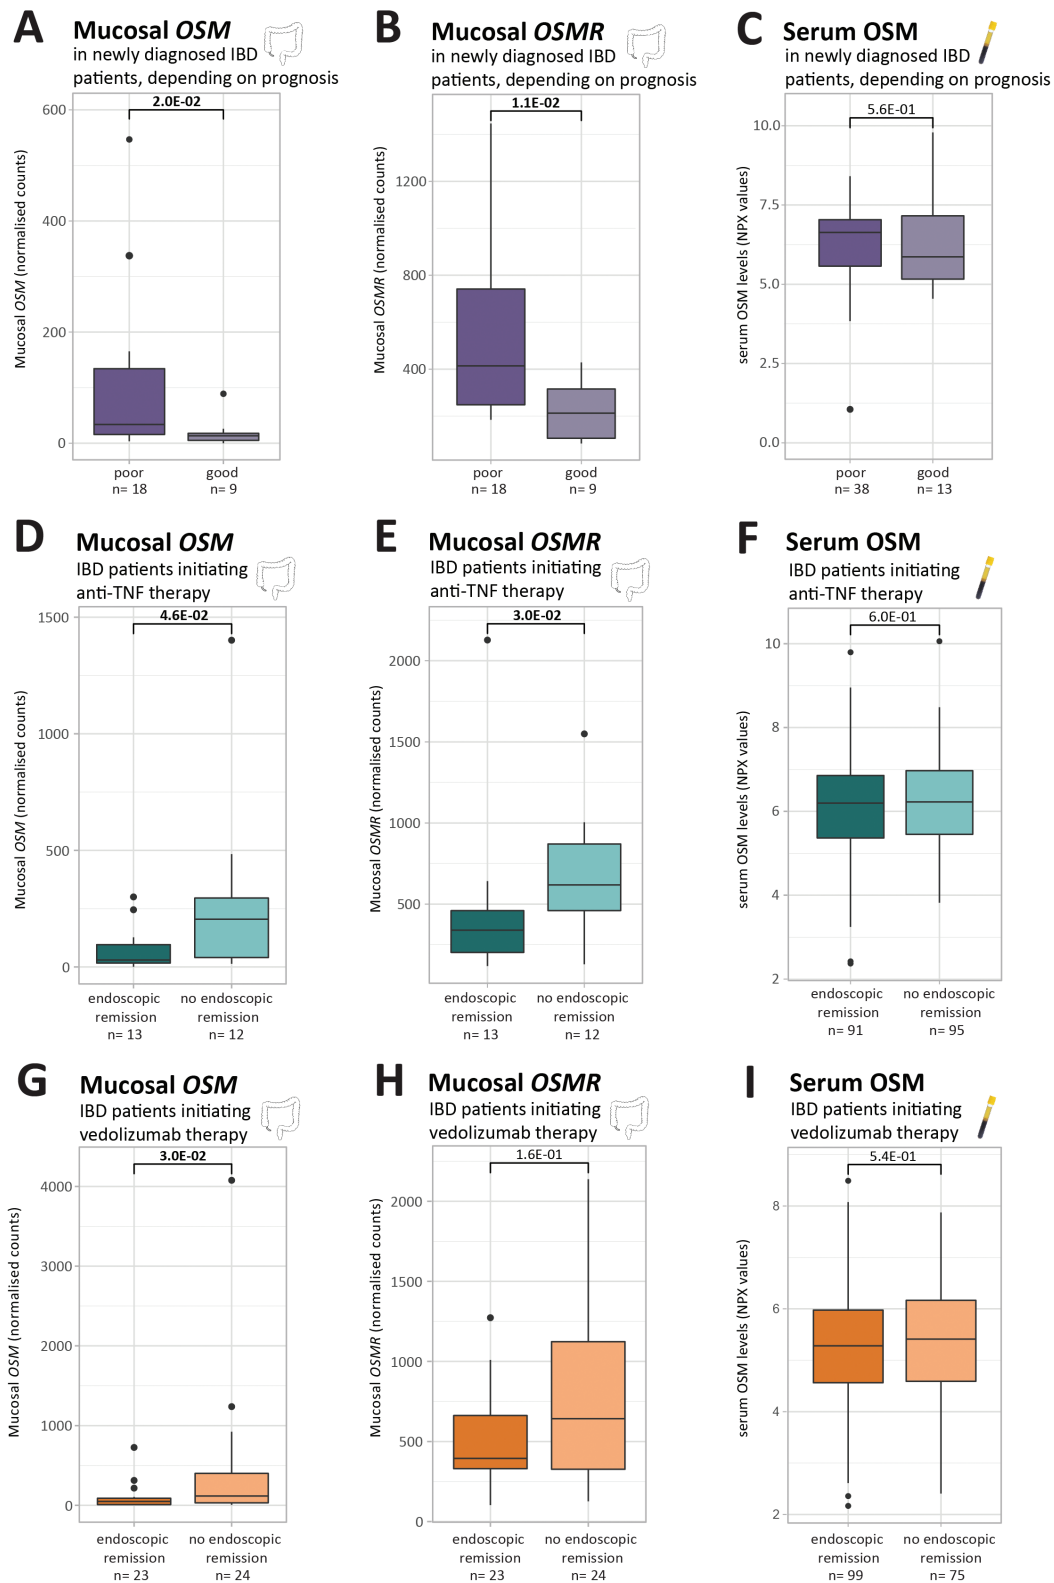 A
Mucosal OSM
in newly diagnosed IBD
patients, depending on prognosis
2.0E-02
600
400
200
0
Mucosal OSM (normalised counts)
poor
n= 18
good
n= 9
B
Mucosal OSMR
in newly diagnosed IBD
patients, depending on prognosis
1.1E-02
1200
800
400
Mucosal OSMR (normalised counts)
poor
n= 18
good
n= 9
C
Serum OSM
in newly diagnosed IBD
patients, depending on prognosis
5.6E-01
10.0
7.5
5.0
2.5
0.0
serum OSM levels (NPX values)
poor
n= 38
good
n= 13
D
Mucosal OSM
IBD patients initiating
anti-TNF therapy
4.6E-02
1500
1000
500
0
Mucosal OSM (normalised counts)
endoscopic
remission
n= 13
no endoscopic
remission
n= 12
E
Mucosal OSMR
IBD patients initiating
anti-TNF therapy
3.0E-02
2000
1500
1000
500
Mucosal OSMR (normalised counts)
endoscopic
remission
n= 13
no endoscopic
remission
n= 12
F
Serum OSM
IBD patients initiating
anti-TNF therapy
6.0E-01
10
8
6
4
2
serum OSM levels (NPX values)
endoscopic
remission
n= 91
no endoscopic
remission
n= 95
G
Mucosal OSM
IBD patients initiating
vedolizumab therapy
3.0E-02
4000
3000
2000
1000
0
Mucosal OSM (normalised counts)
endoscopic
remission
n= 23
no endoscopic
remission
n= 24
H
Mucosal OSMR
IBD patients initiating
vedolizumab therapy
1.6E-01
2000
1500
1000
500
0
Mucosal OSMR (normalised counts)
endoscopic
remission
n= 23
no endoscopic
remission
n= 24
I
Serum OSM
IBD patients initiating
vedolizumab therapy
5.4E-01
8
6
4
2
serum OSM levels (NPX values)
endoscopic
remission
n= 99
no endoscopic
remission
n= 75